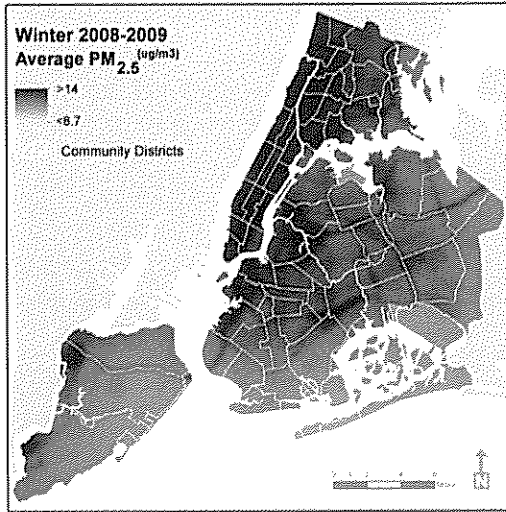 Winter 2008-2009
Average PM2.5 (ug/m3)
>14
<8.7
Community Districts
N